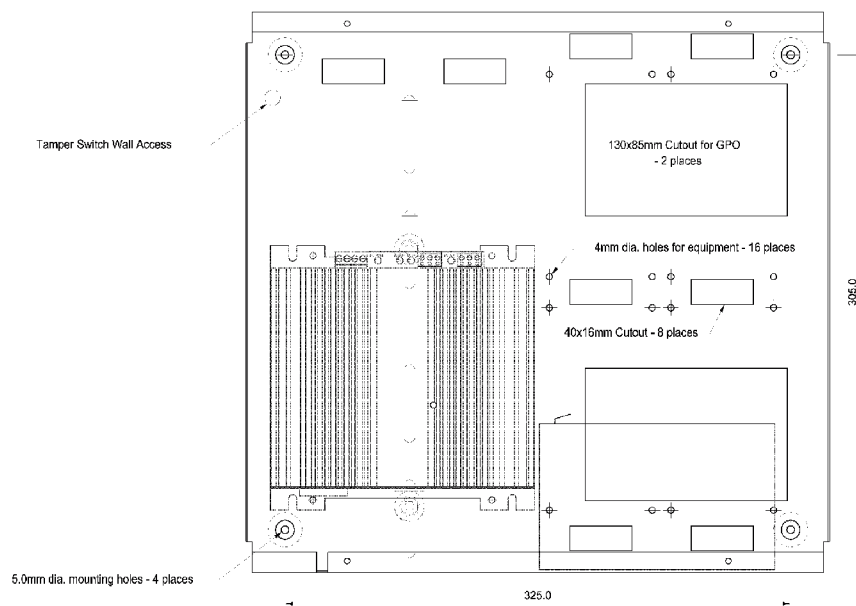 Tamper Switch Wall Access
130x85mm Cutout for GPO
- 2 places
4mm dia. holes for equipment - 16 places
305.0
40x16mm Cutout - 8 places
5.0mm dia. mounting holes - 4 places
325.0